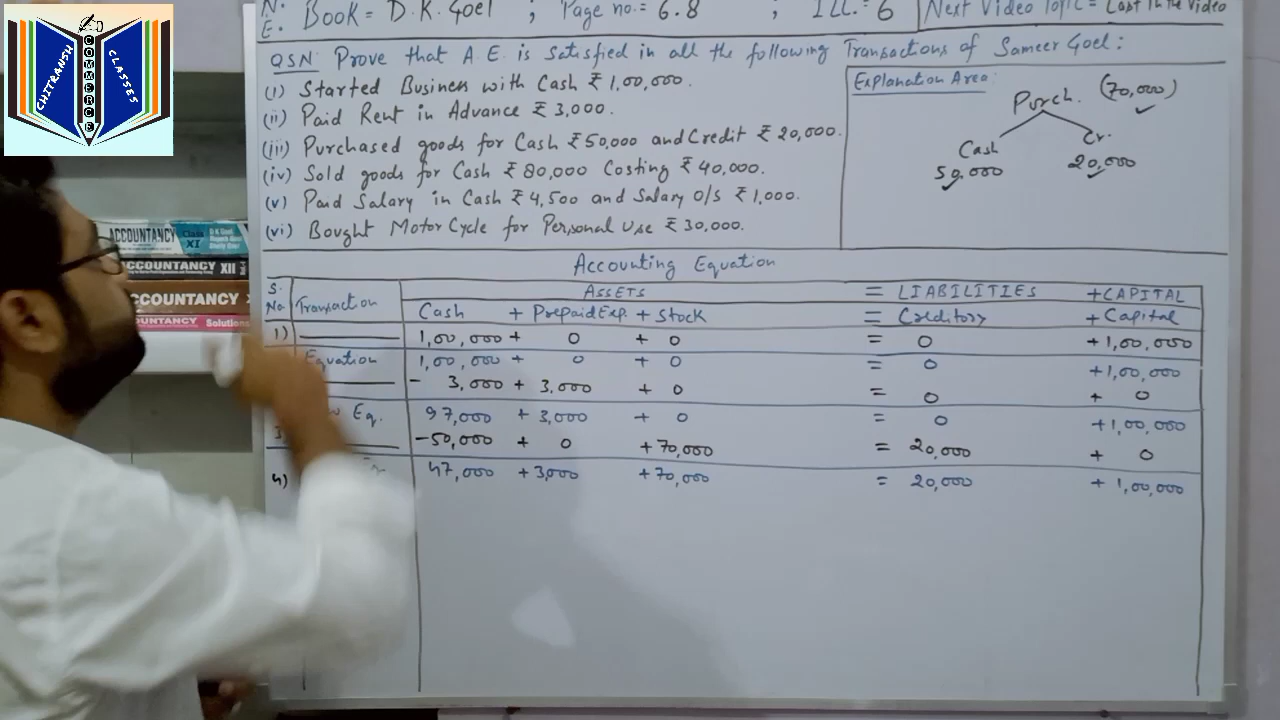 E. Book = D.K. Goel ; Page no. = 6.8 ; ILL. = 6 Next Video Topic = Last in the Video
QSN: Prove that A.E. is Satisfied in all the following Transactions of Sameer Goel:
(i) Started Business with Cash ₹ 1,00,000.
(ii) Paid Rent in Advance ₹ 3,000.
(iii) Purchased goods for Cash ₹ 50,000 and Credit ₹ 20,000.
(iv) Sold goods for Cash ₹ 80,000 Costing ₹ 40,000.
(v) Paid Salary in Cash ₹ 4,500 and Salary O/S ₹ 1,000.
(vi) Bought Motor Cycle for Personal Use ₹ 30,000.
Explanation Area:
Purch. (70,000)
Cash Cr.
50,000 20,000
CHITRANSH COMMERCE CLASSES
ACCOUNTANCY Class XI D K Goel
ACCOUNTANCY XII
ACCOUNTANCY
Solutions
Accounting Equation
S. No. Transaction ASSETS = LIABILITIES + CAPITAL
Cash + Prepaid Exp. + Stock = Creditors + Capital
1) 1,00,000 + 0 + 0 = 0 + 1,00,000
Equation 1,00,000 + 0 + 0 = 0 + 1,00,000
- 3,000 + 3,000 + 0 = 0 + 0
Eq. 97,000 + 3,000 + 0 = 0 + 1,00,000
-50,000 + 0 + 70,000 = 20,000 + 0
47,000 + 3,000 + 70,000 = 20,000 + 1,00,000
4)